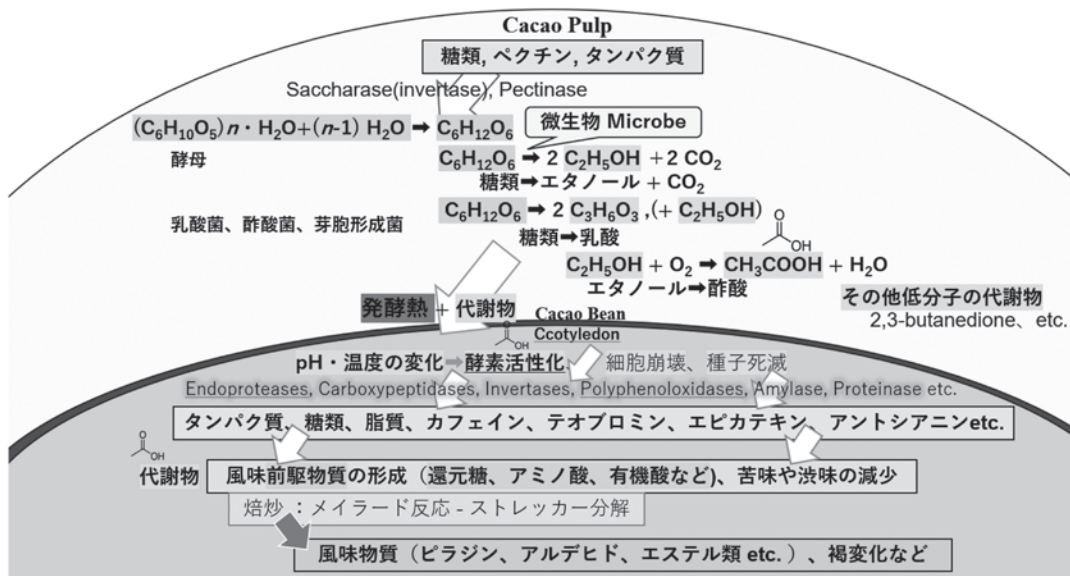 Cacao Pulp
糖類, ペクチン, タンパク質
Saccharase(invertase), Pectinase
(C₆H₁₀O₅)n・H₂O+(n-1) H₂O ➡ C₆H₁₂O₆
微生物 Microbe
酵母
C₆H₁₂O₆ ➡ 2 C₂H₅OH + 2 CO₂
糖類➡エタノール + CO₂
乳酸菌、酢酸菌、芽胞形成菌
C₆H₁₂O₆ ➡ 2 C₃H₆O₃ ,(+ C₂H₅OH)
糖類➡乳酸
O
OH
C₂H₅OH + O₂ ➡ CH₃COOH + H₂O
エタノール➡酢酸
その他低分子の代謝物
2,3-butanedione、etc.
発酵熱 + 代謝物
Cacao Bean
Ccotyledon
O
OH
pH・温度の変化➡酵素活性化、細胞崩壊、種子死滅
Endoproteases, Carboxypeptidases, Invertases, Polyphenoloxidases, Amylase, Proteinase etc.
タンパク質、糖類、脂質、カフェイン、テオブロミン、エピカテキン、アントシアニンetc.
O
OH
代謝物
風味前駆物質の形成（還元糖、アミノ酸、有機酸など)、苦味や渋味の減少
焙炒 ：メイラード反応 - ストレッカー分解
風味物質（ピラジン、アルデヒド、エステル類 etc. ）、褐変化など